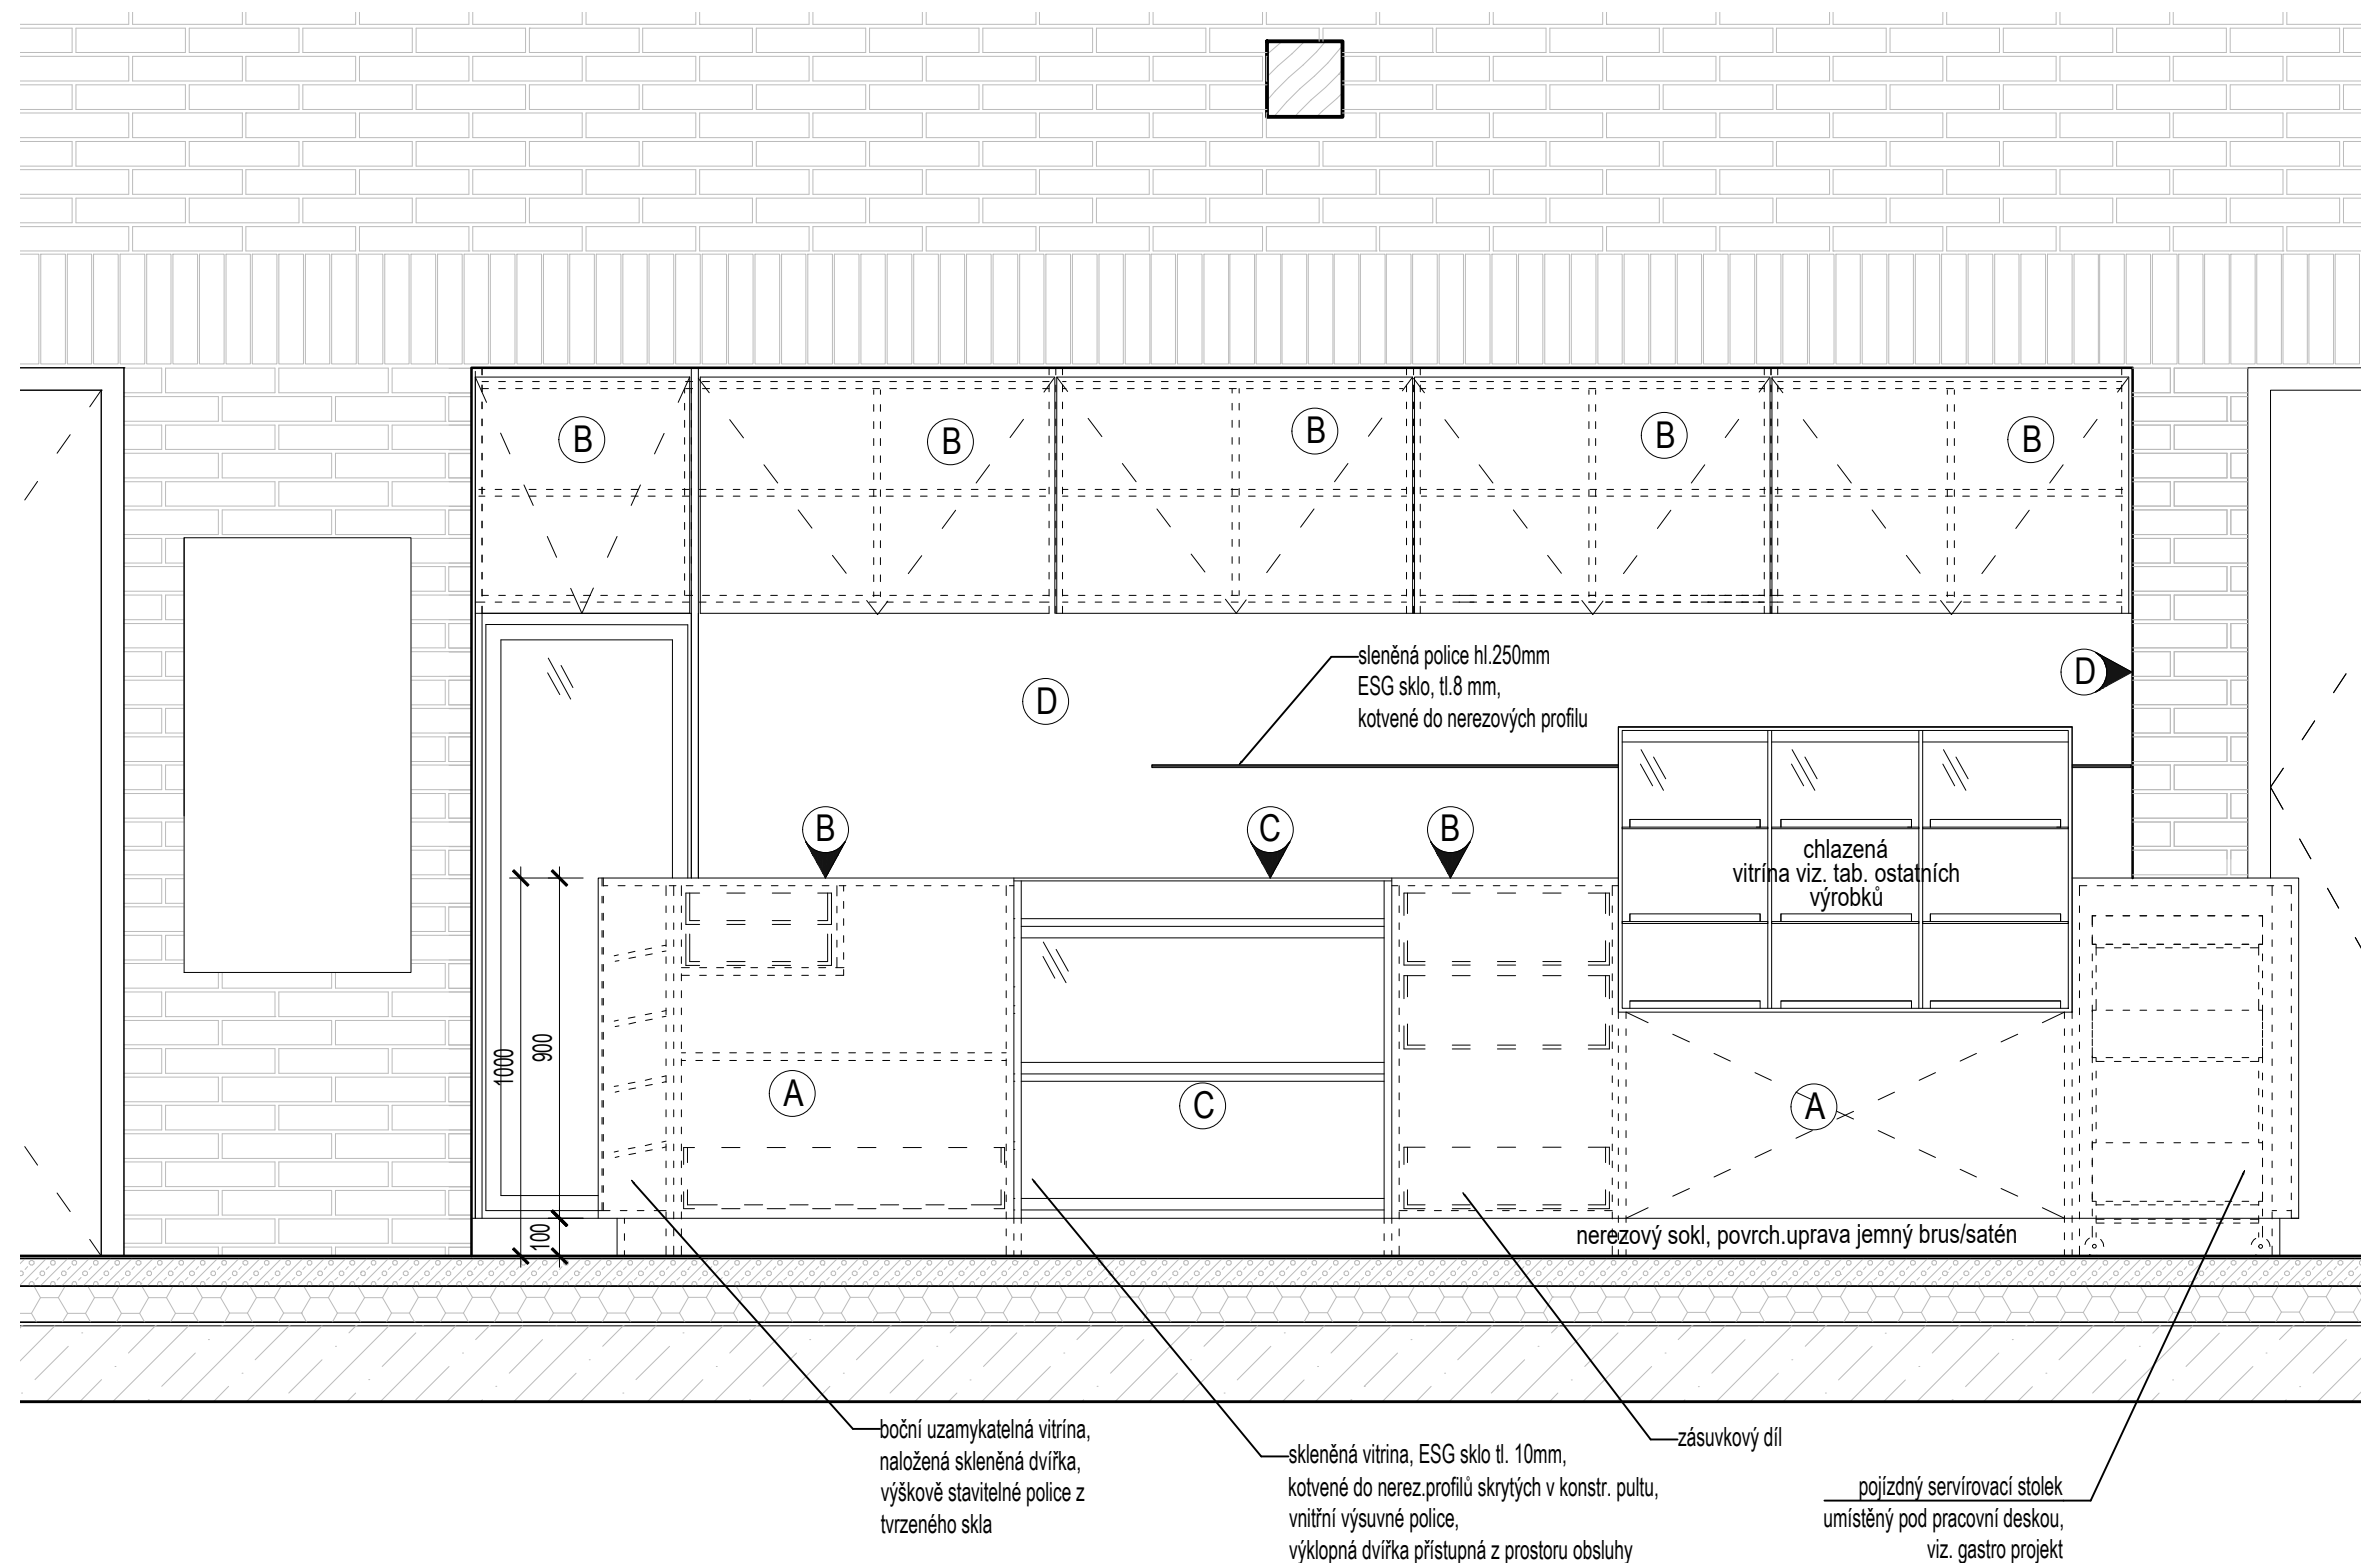 B
B
B
B
B
sleněná police hl.250mm
ESG sklo, tl.8 mm,
kotvené do nerezových profilu
D
D
B
C
B
chlazená
vitrína viz. tab. ostatních
výrobků
1000
900
A
C
A
100
nerezový sokl, povrch.uprava jemný brus/satén
boční uzamykatelná vitrína,
naložená skleněná dvířka,
výškově stavitelné police z
tvrzeného skla
skleněná vitrina, ESG sklo tl. 10mm,
kotvené do nerez.profilů skrytých v konstr. pultu,
vnitřní výsuvné police,
výklopná dvířka přístupná z prostoru obsluhy
zásuvkový díl
pojízdný servírovací stolek
umístěný pod pracovní deskou,
viz. gastro projekt